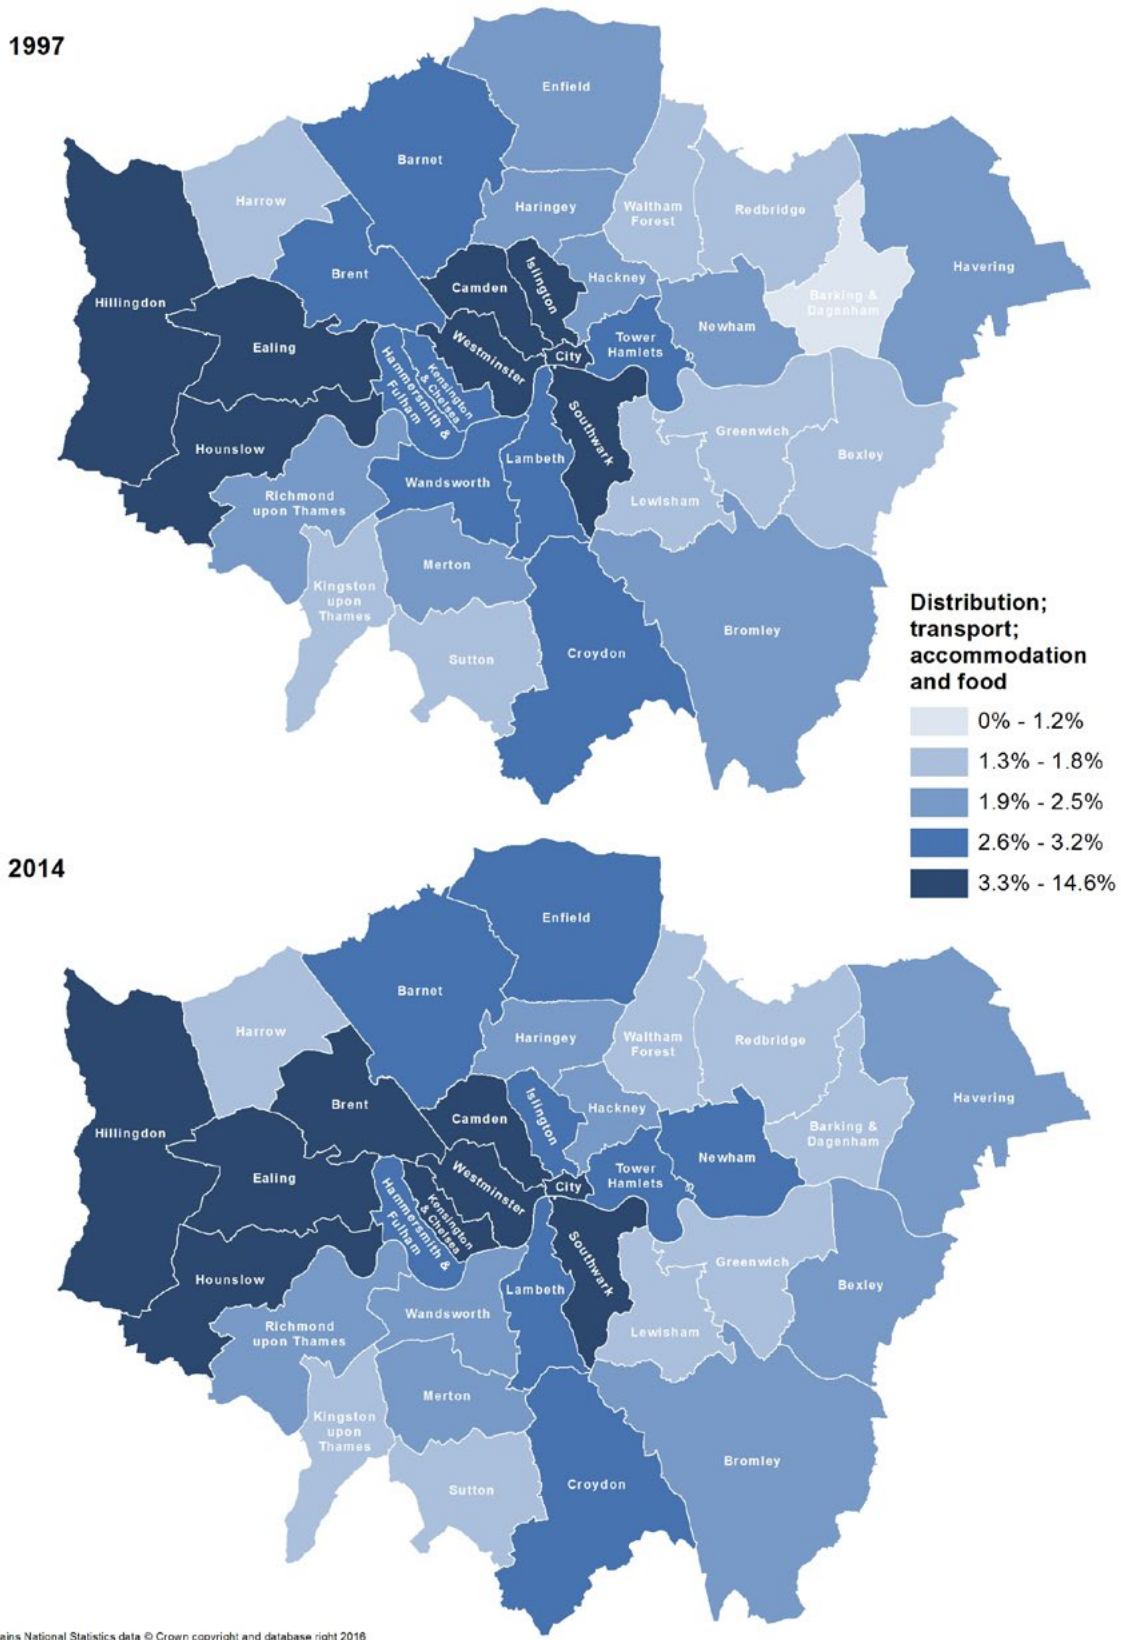 1997
Enfield
Barnet
Harrow
Haringey
Waltham
Forest
Redbridge
Havering
Hillingdon
Brent
Camden
Islington
Hackney
Barking &
Dagenham
Ealing
Westminster
City
Tower
Hamlets
Newham
Hammersmith &
Fulham
Kensington
& Chelsea
Hounslow
Southwark
Greenwich
Bexley
Richmond
upon Thames
Wandsworth
Lambeth
Lewisham
Merton
Kingston
upon
Thames
Sutton
Croydon
Bromley
Distribution;
transport;
accommodation
and food
0% - 1.2%
1.3% - 1.8%
1.9% - 2.5%
2.6% - 3.2%
3.3% - 14.6%
2014
Enfield
Barnet
Harrow
Haringey
Waltham
Forest
Redbridge
Havering
Hillingdon
Brent
Camden
Islington
Hackney
Barking &
Dagenham
Ealing
Westminster
City
Tower
Hamlets
Newham
Hammersmith &
Fulham
Kensington
& Chelsea
Hounslow
Southwark
Greenwich
Bexley
Richmond
upon Thames
Wandsworth
Lambeth
Lewisham
Merton
Kingston
upon
Thames
Sutton
Croydon
Bromley
ains National Statistics data © Crown copyright and database right 2016